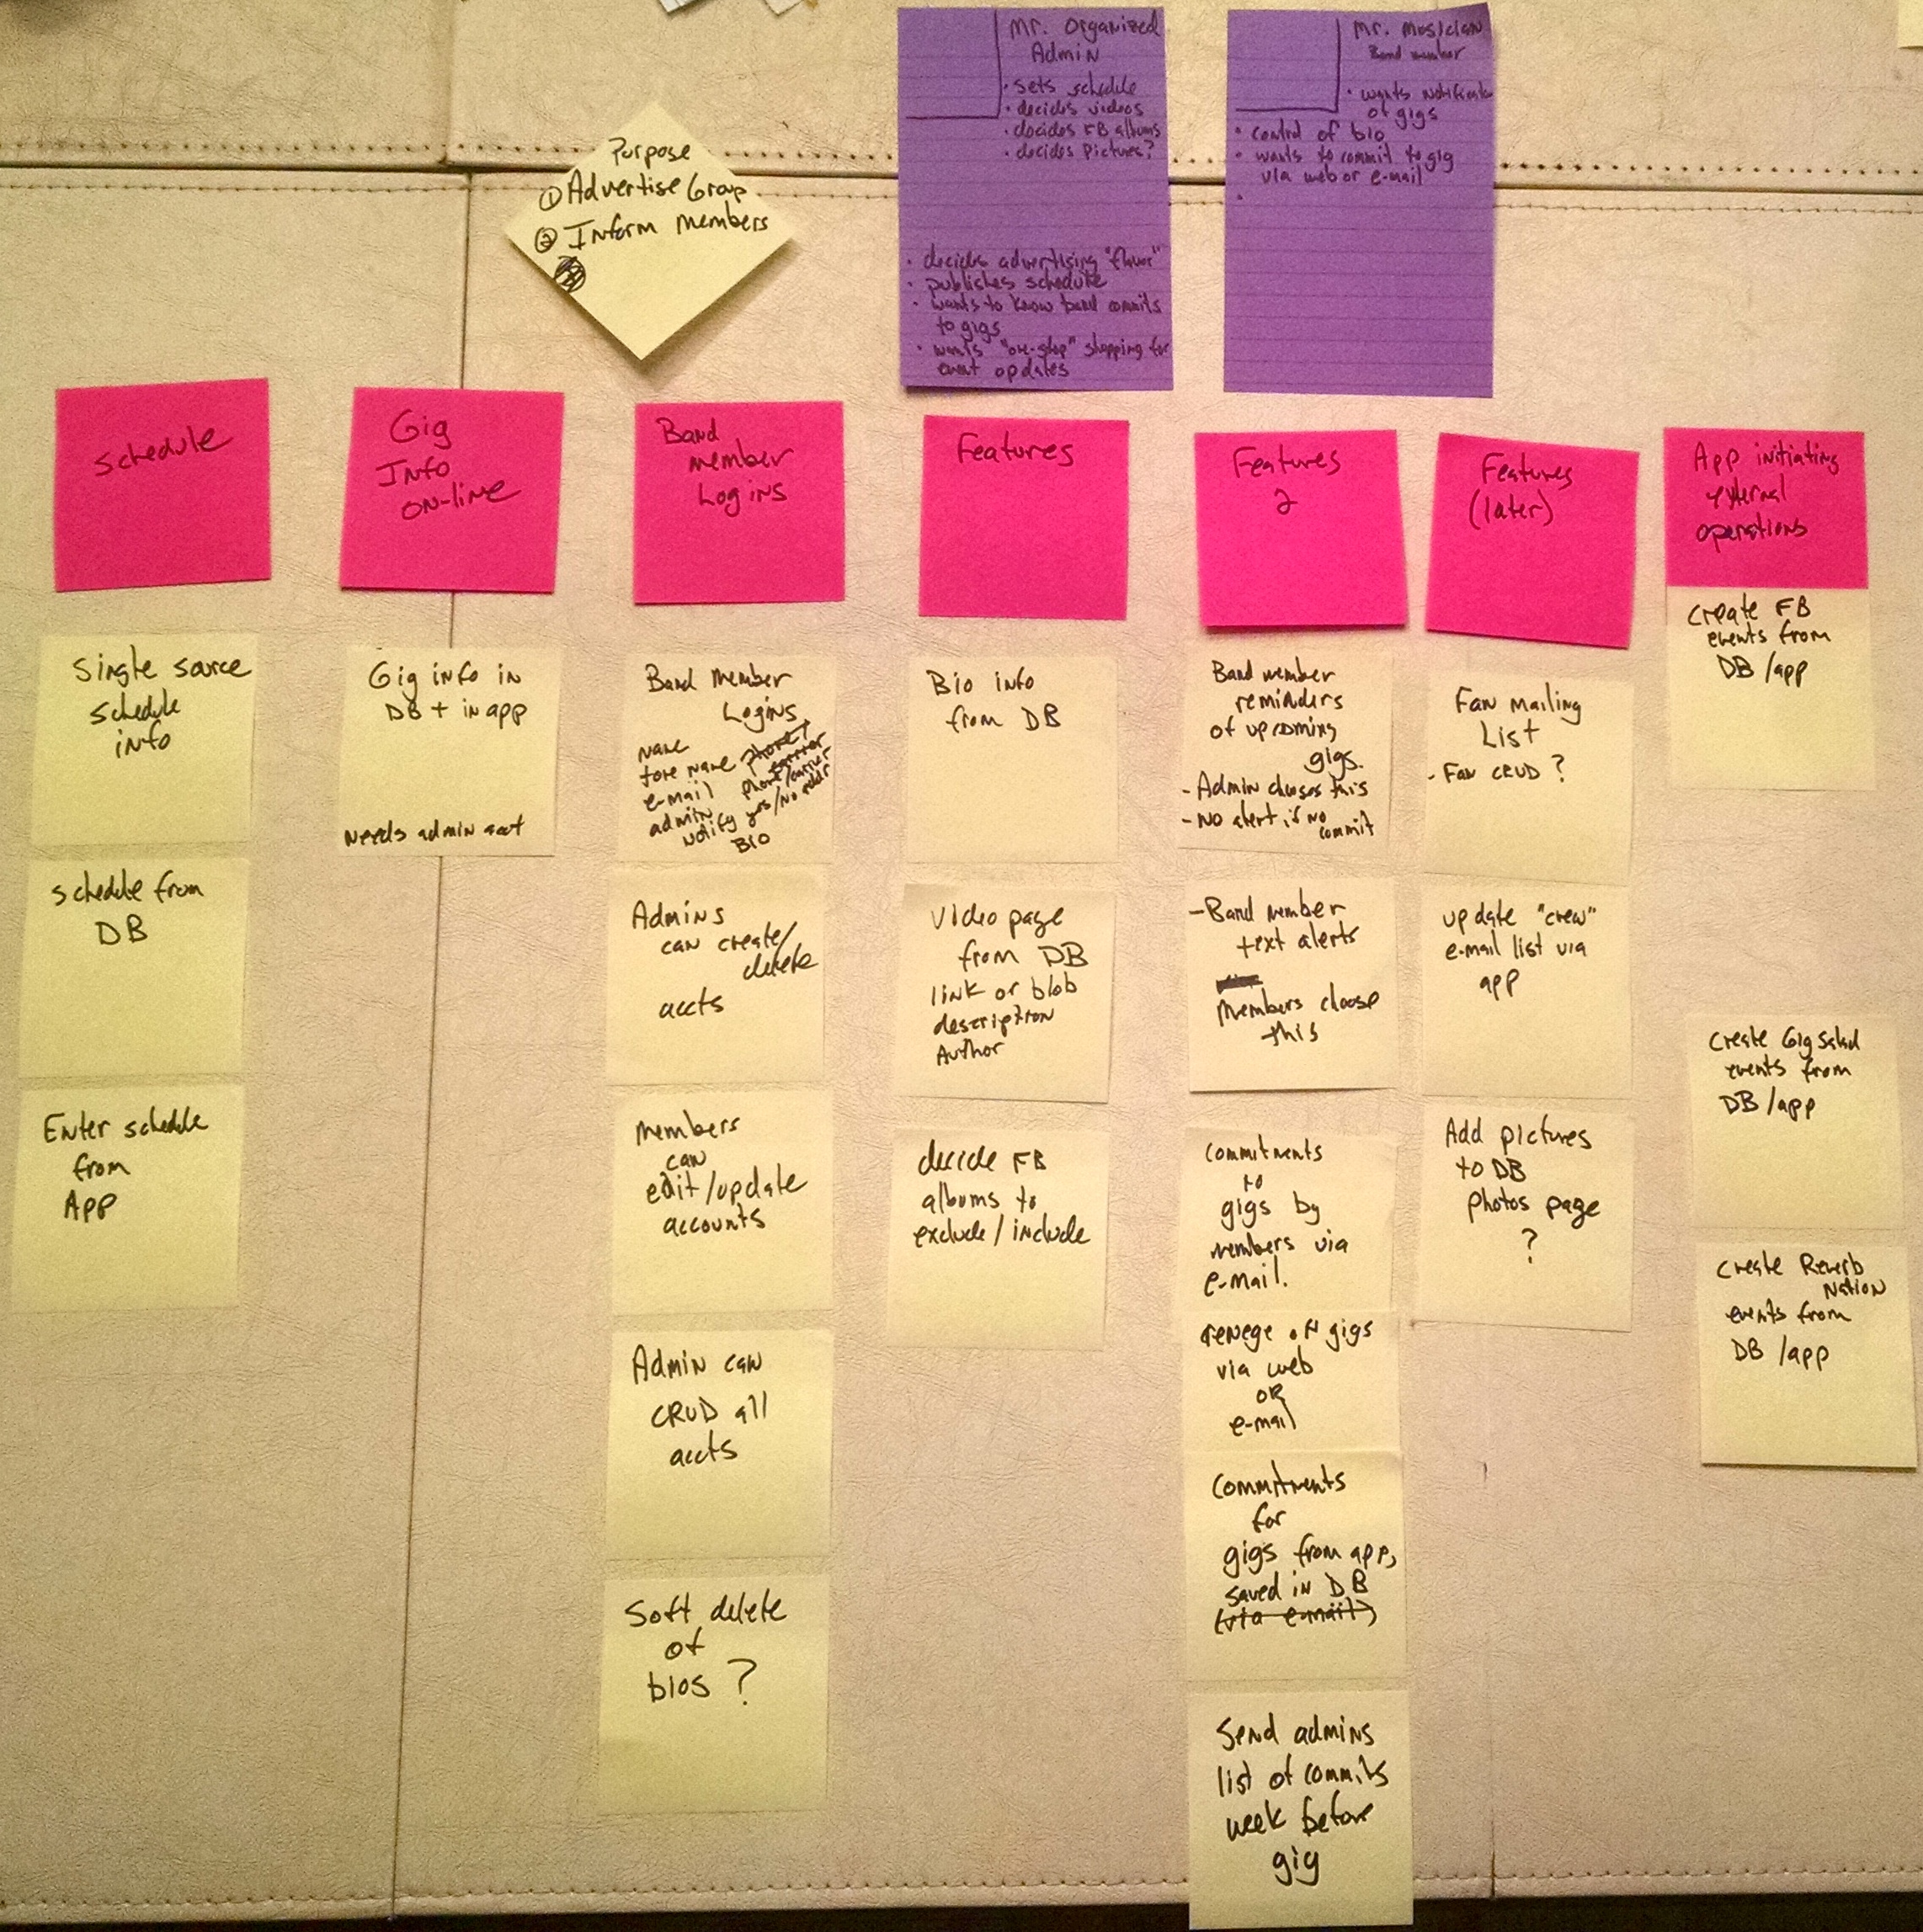 Purpose
① Advertise Group
② Inform Members
Mr. Organized
Admin
· sets schedule
· decides videos
· decides FB albums
· decides Pictures?
· decides advertising "flavor"
· publishes schedule
· wants to know band commits
to gigs
· wants "one-stop" shopping for
event updates
Mr. Musician
Band member
· wants notification
of gigs
· control of bio
· wants to commit to gig
via web or e-mail
Schedule
Single source
schedule
info
schedule from
DB
Enter schedule
from
App
Gig
Info
ON-line
Gig info in
DB + in app
Needs admin acct
Band
member
Logins
Band Member
Logins
Name
e-mail
phone/carrier
admin yes/no
notify
BIO
Admins
can create/
delete
accts
Members
can
edit/update
accounts
Admin can
CRUD all
accts
Soft delete
of
bios?
Features
Bio info
from DB
Video page
from DB
link or blob
description
Author
decide FB
albums to
exclude/include
Features
2
Band member
reminders
of upcoming
gigs.
- Admin chooses this
- No alert if no
commit
- Band member
text alerts
Members choose
this
Commitments
to
gigs by
members via
e-mail.
renege on gigs
via web
OR
e-mail
Commitments
for
gigs from app,
saved in DB
(via e-mail)
Send admins
list of commits
week before
gig
Features
(later)
Fan Mailing
List
- Fan CRUD?
update "crew"
e-mail list via
app
Add pictures
to DB
photos page
?
App initiating
external
operations
Create FB
events from
DB/app
Create GigSalad
events from
DB/app
Create Reverb
Nation
events from
DB/app